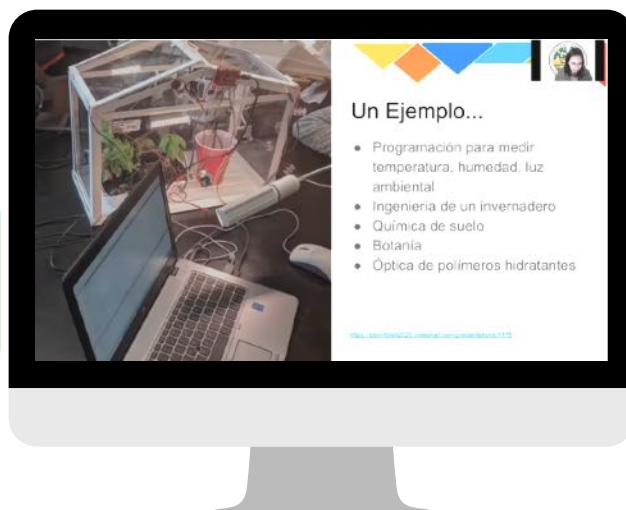 Un Ejemplo...
Programación para medir
temperatura, humedad, luz
ambiental
Ingeniería de un invernadero
Química de suelo
Botanía
Óptica de polímeros hidratantes